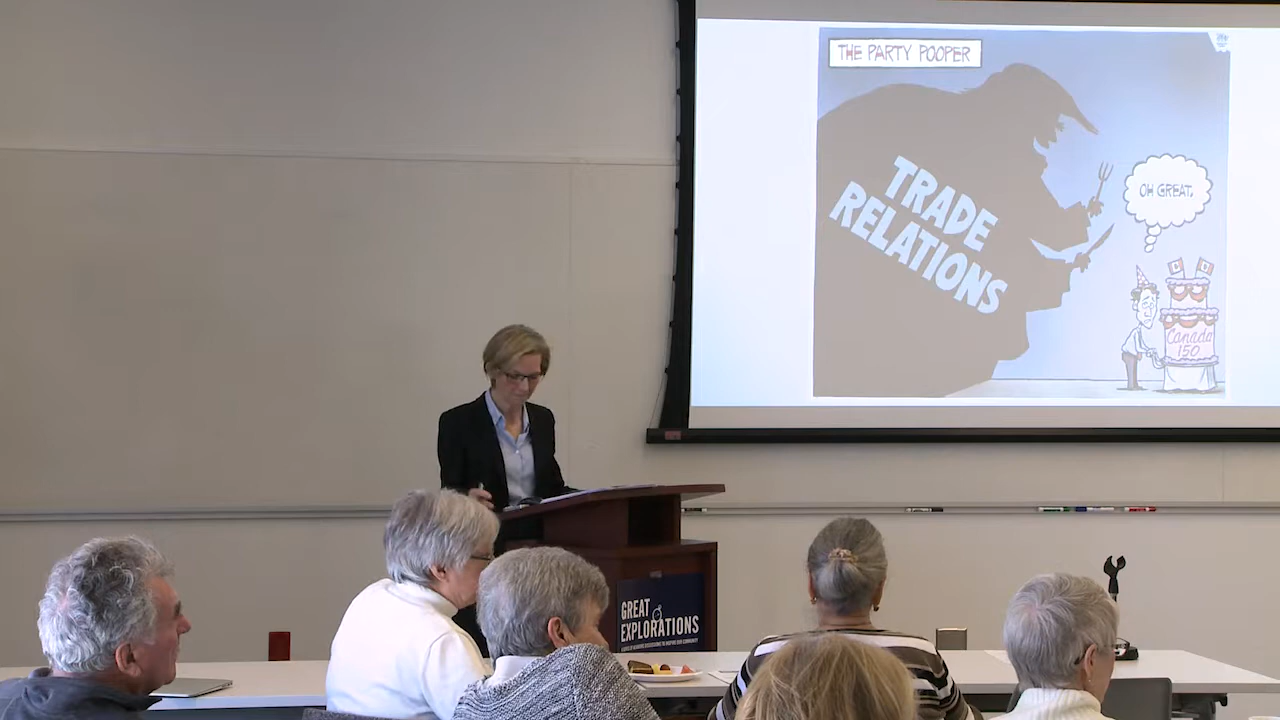 THE PARTY POOPER
TRADE
RELATIONS
OH GREAT.
Canada
150
GREAT
EXPLORATIONS